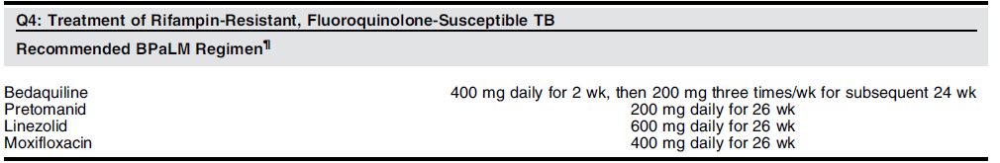 Q4: Treatment of Rifampin-Resistant, Fluoroquinolone-Susceptible TB
Recommended BPaLM Regimen¶
Bedaquiline 400 mg daily for 2 wk, then 200 mg three times/wk for subsequent 24 wk
Pretomanid 200 mg daily for 26 wk
Linezolid 600 mg daily for 26 wk
Moxifloxacin 400 mg daily for 26 wk